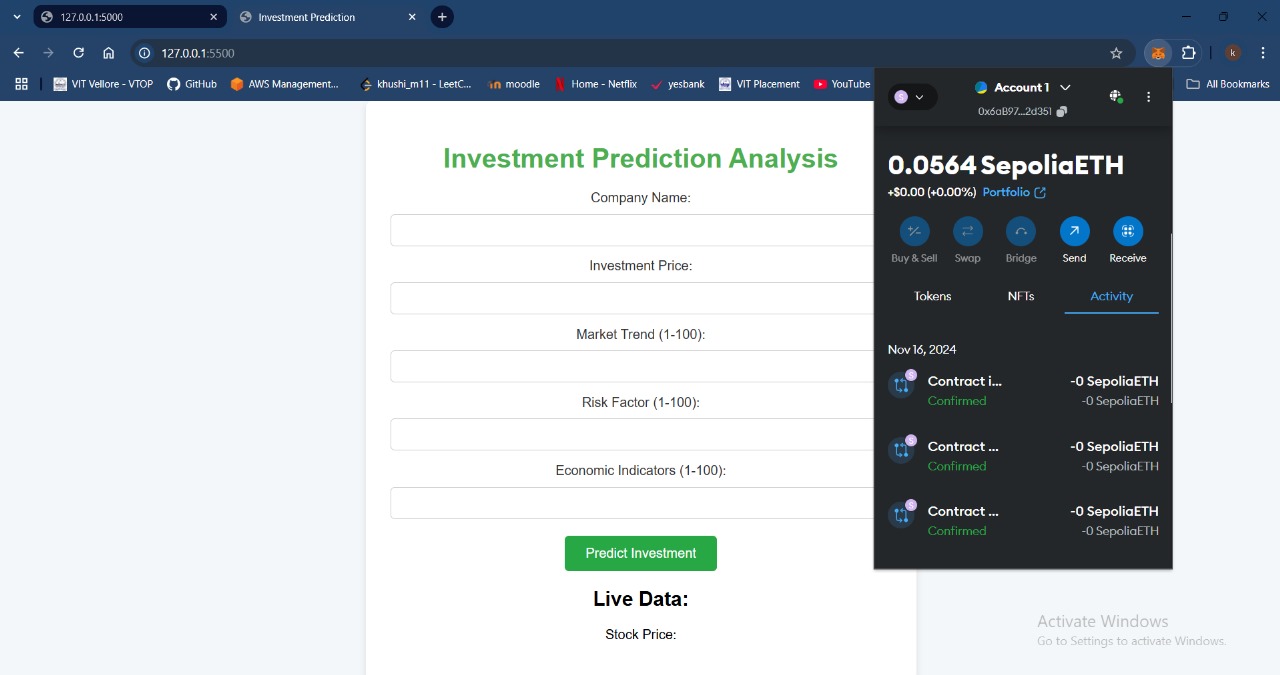 127.0.0.1:5000
Investment Prediction
127.0.0.1:5500
k
VIT Vellore - VTOP
GitHub
AWS Management...
khushi_m11 - LeetC...
moodle
Home - Netflix
yesbank
VIT Placement
YouTube
All Bookmarks
Investment Prediction Analysis
Company Name:
Investment Price:
Market Trend (1-100):
Risk Factor (1-100):
Economic Indicators (1-100):
Predict Investment
Live Data:
Stock Price:
S
Account 1
0x6aB97...2d351
0.0564 SepoliaETH
+$0.00 (+0.00%) Portfolio
Buy & Sell
Swap
Bridge
Send
Receive
Tokens
NFTs
Activity
Nov 16, 2024
S
Contract i...
-0 SepoliaETH
Confirmed
-0 SepoliaETH
S
Contract ...
-0 SepoliaETH
Confirmed
-0 SepoliaETH
S
Contract ...
-0 SepoliaETH
Confirmed
-0 SepoliaETH
Activate Windows
Go to Settings to activate Windows.